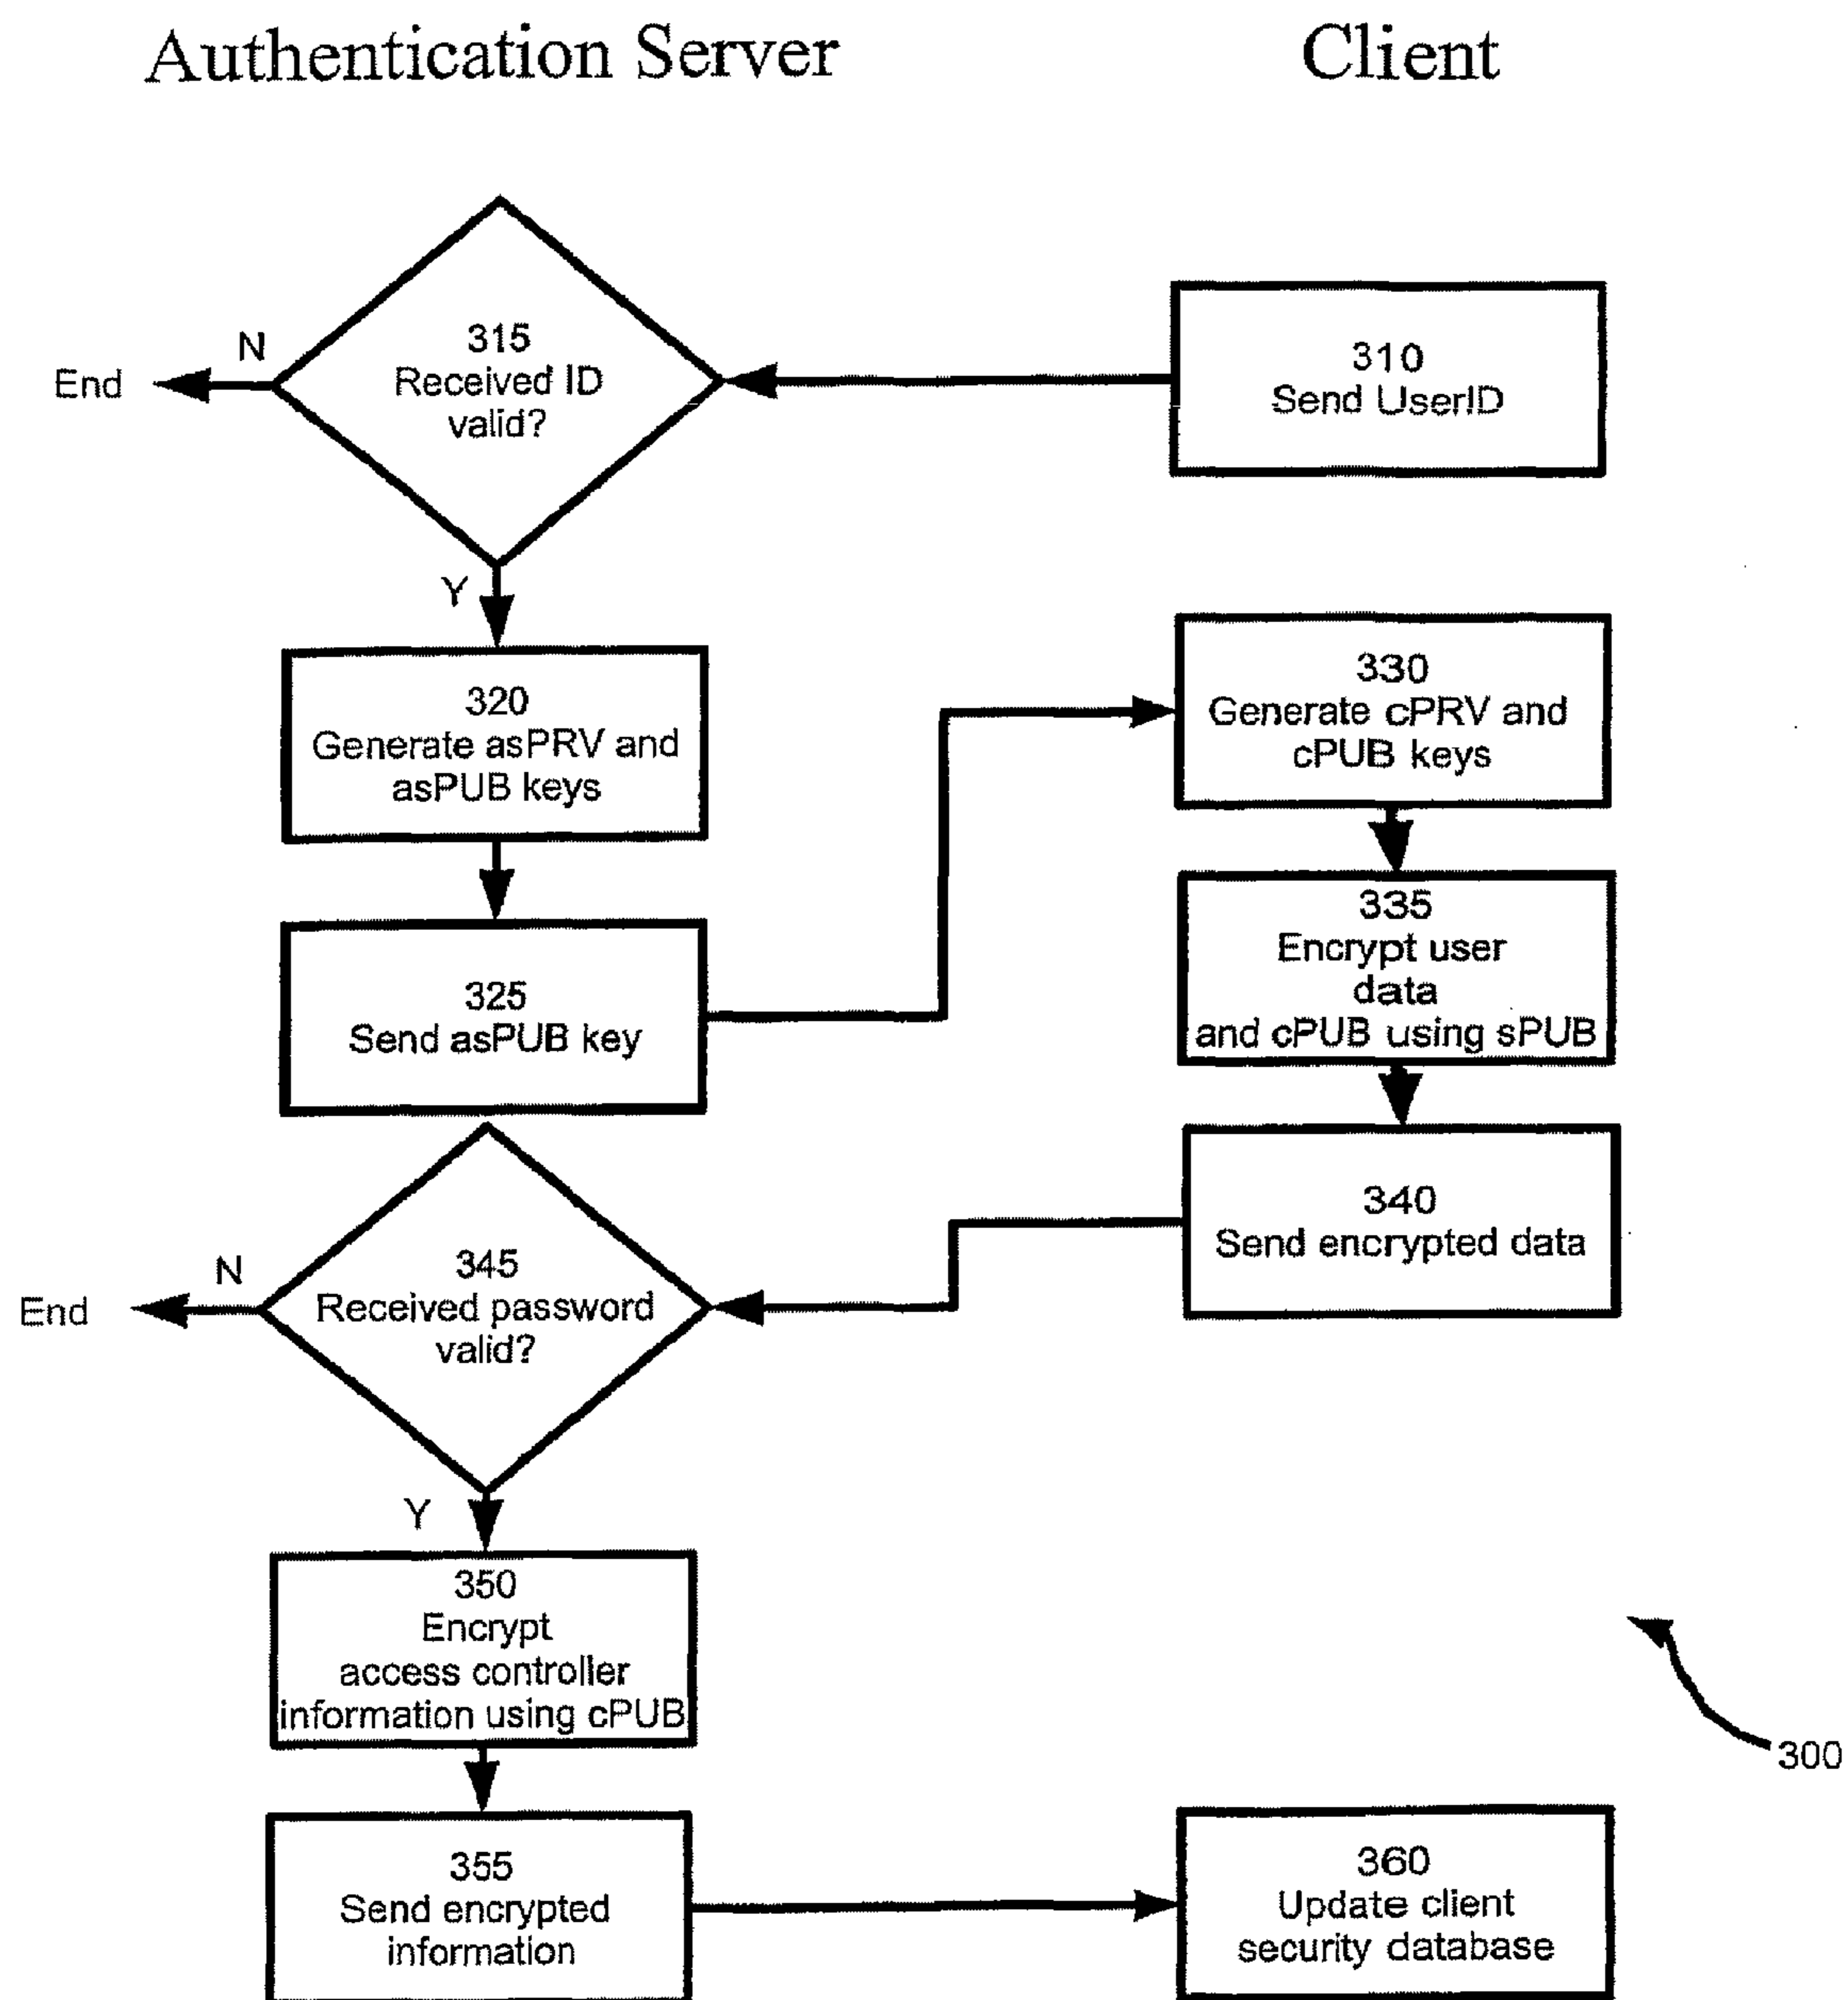 Authentication Server
Client
315
Received ID
valid?
N
End
Y
310
Send UserID
320
Generate asPRV and
asPUB keys
325
Send asPUB key
330
Generate cPRV and
cPUB keys
335
Encrypt user
data
and cPUB using sPUB
340
Send encrypted data
345
Received password
valid?
N
End
Y
350
Encrypt
access controller
information using cPUB
355
Send encrypted
information
360
Update client
security database
300